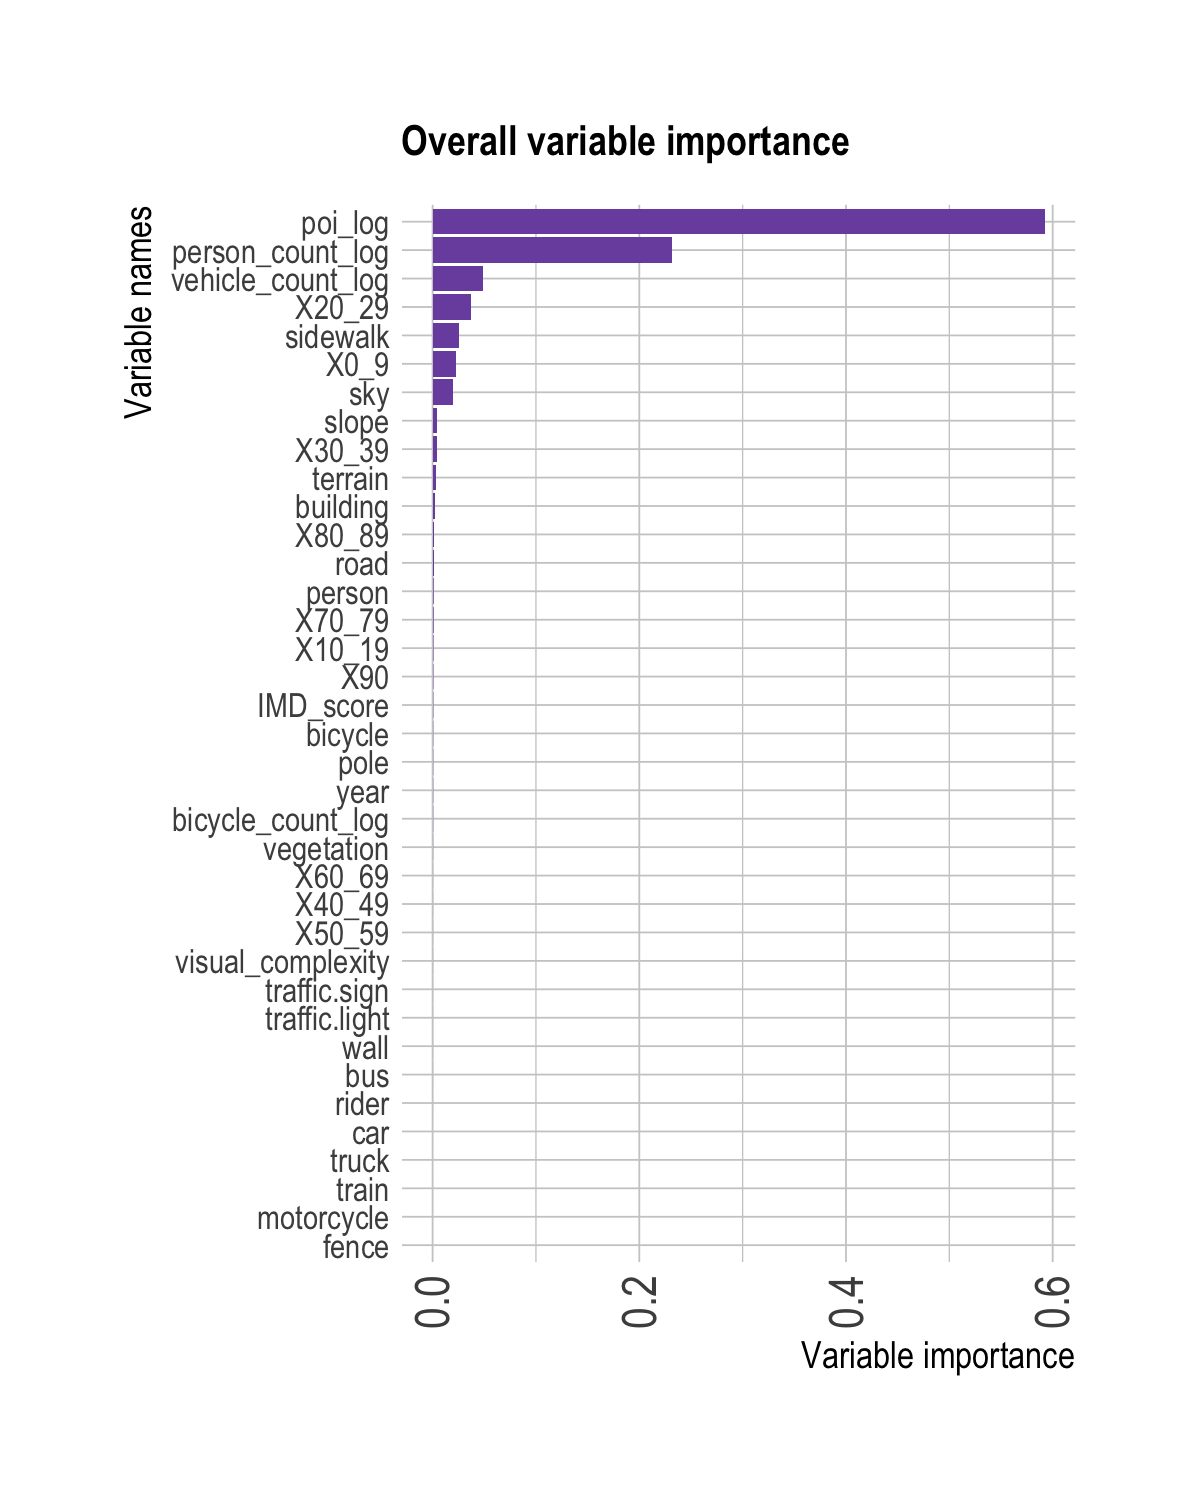 Overall variable importance
Variable names
poi_log
person_count_log
vehicle_count_log
X20_29
sidewalk
X0_9
sky
slope
X30_39
terrain
building
X80_89
road
person
X70_79
X10_19
X90
IMD_score
bicycle
pole
year
bicycle_count_log
vegetation
X60_69
X40_49
X50_59
visual_complexity
traffic.sign
traffic.light
wall
bus
rider
car
truck
train
motorcycle
fence
0.0
0.2
0.4
0.6
Variable importance